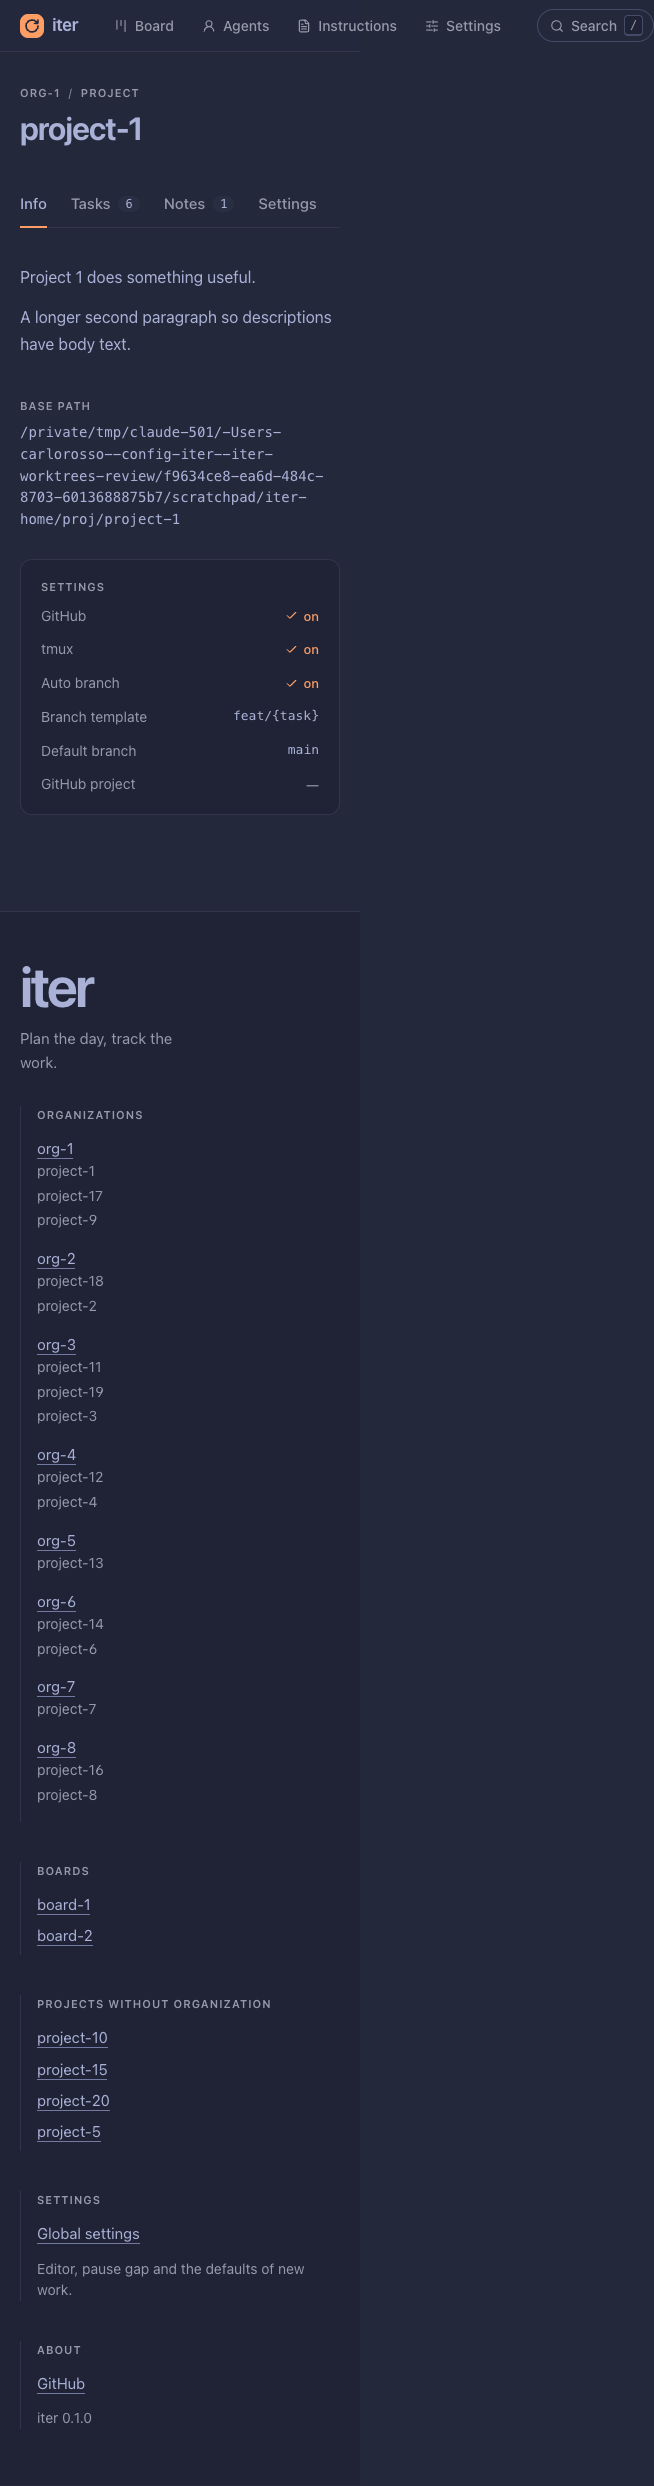 iter Board Agents Instructions Settings Search /
ORG-1 / PROJECT
project-1
Info Tasks 6 Notes 1 Settings
Project 1 does something useful.
A longer second paragraph so descriptions
have body text.
BASE PATH
/private/tmp/claude-501/-Users-
carlorosso--config-iter--iter-
worktrees-review/f9634ce8-ea6d-484c-
8703-6013688875b7/scratchpad/iter-
home/proj/project-1
SETTINGS
GitHub ✓ on
tmux ✓ on
Auto branch ✓ on
Branch template feat/{task}
Default branch main
GitHub project —
iter
Plan the day, track the
work.
ORGANIZATIONS
org-1
project-1
project-17
project-9
org-2
project-18
project-2
org-3
project-11
project-19
project-3
org-4
project-12
project-4
org-5
project-13
org-6
project-14
project-6
org-7
project-7
org-8
project-16
project-8
BOARDS
board-1
board-2
PROJECTS WITHOUT ORGANIZATION
project-10
project-15
project-20
project-5
SETTINGS
Global settings
Editor, pause gap and the defaults of new
work.
ABOUT
GitHub
iter 0.1.0